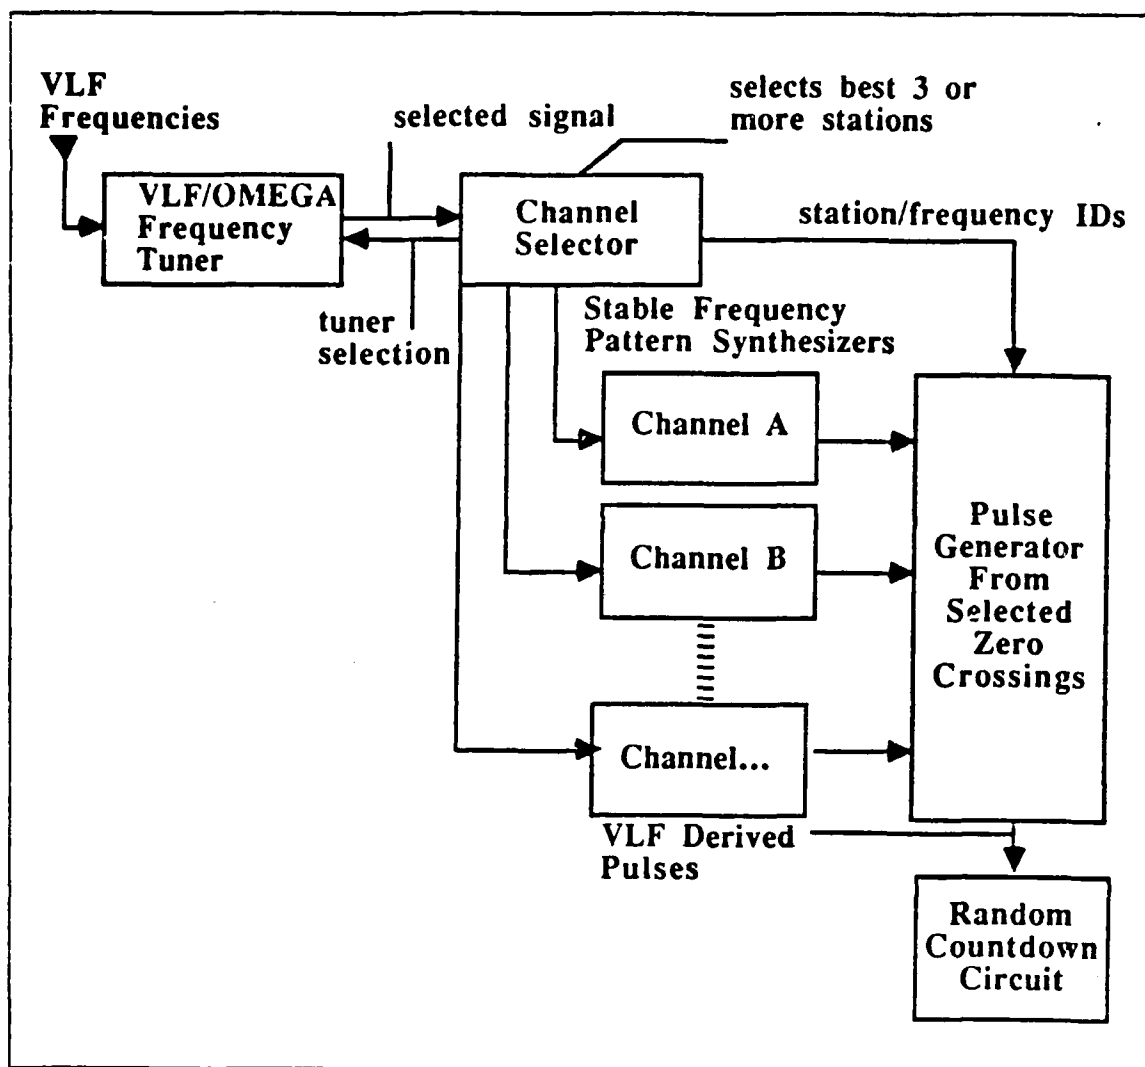 VLF
Frequencies
selected signal
selects best 3 or
more stations
VLF/OMEGA
Frequency
Tuner
Channel
Selector
station/frequency IDs
tuner
selection
Stable Frequency
Pattern Synthesizers
Channel A
Channel B
Channel...
Pulse
Generator
From
Selected
Zero
Crossings
VLF Derived
Pulses
Random
Countdown
Circuit